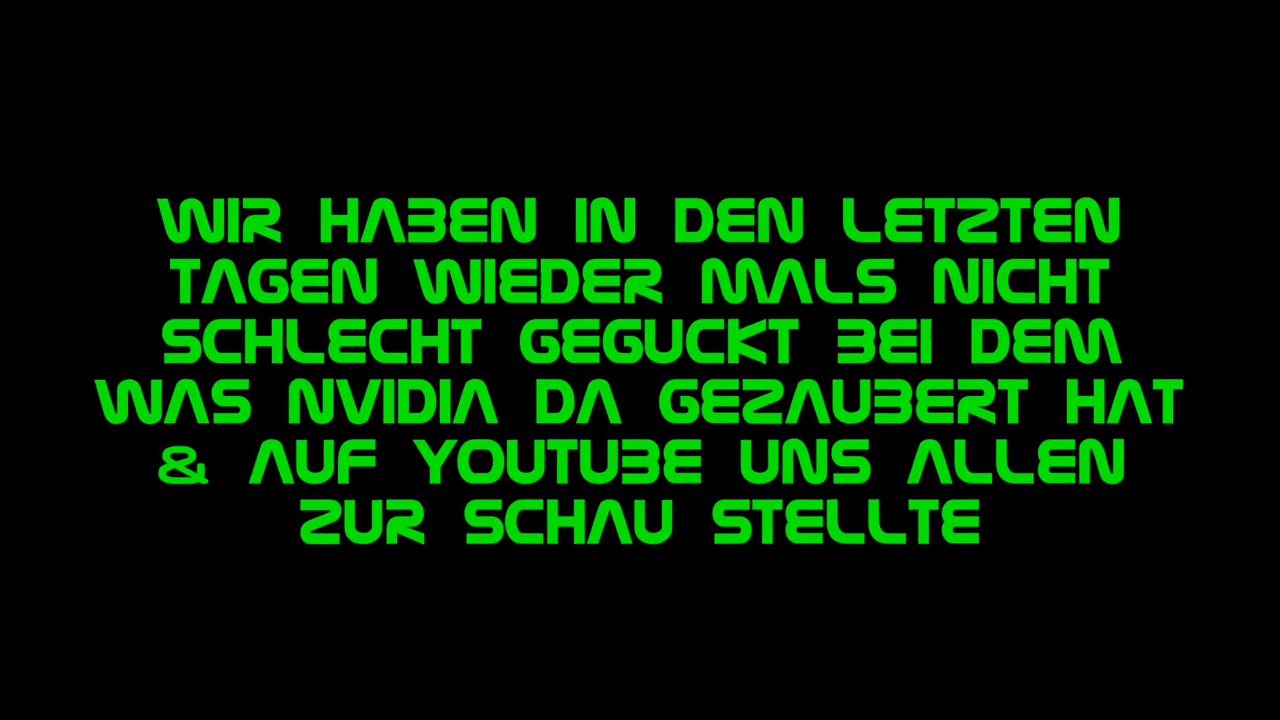 WIR HABEN IN DEN LETZTEN
TAGEN WIEDER MALS NICHT
SCHLECHT GEGUCKT BEI DEM
WAS NVIDIA DA GEZAUBERT HAT
& AUF YOUTUBE UNS ALLEN
ZUR SCHAU STELLTE